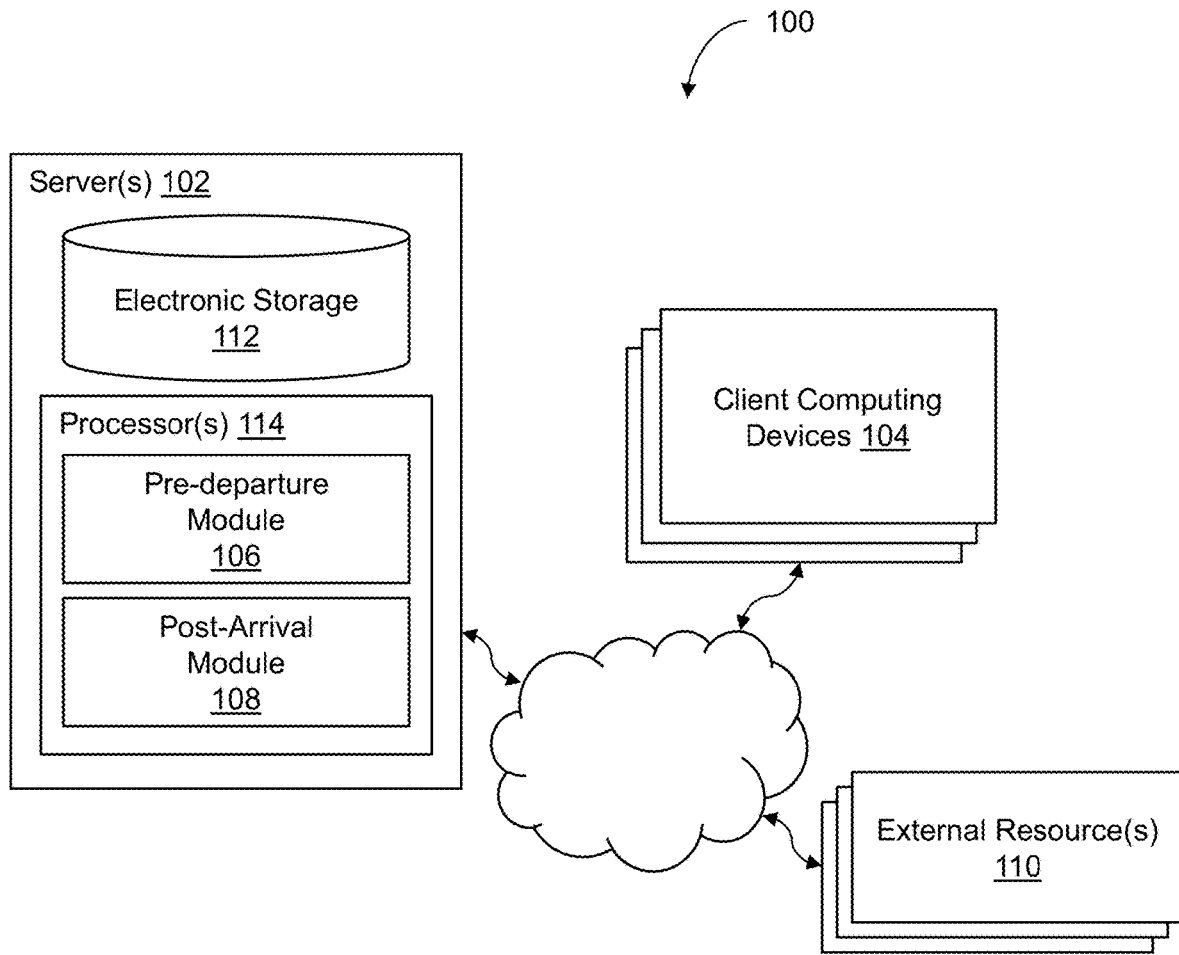 100
Server(s) 102
Electronic Storage
112
Processor(s) 114
Pre-departure
Module
106
Post-Arrival
Module
108
Client Computing
Devices 104
External Resource(s)
110